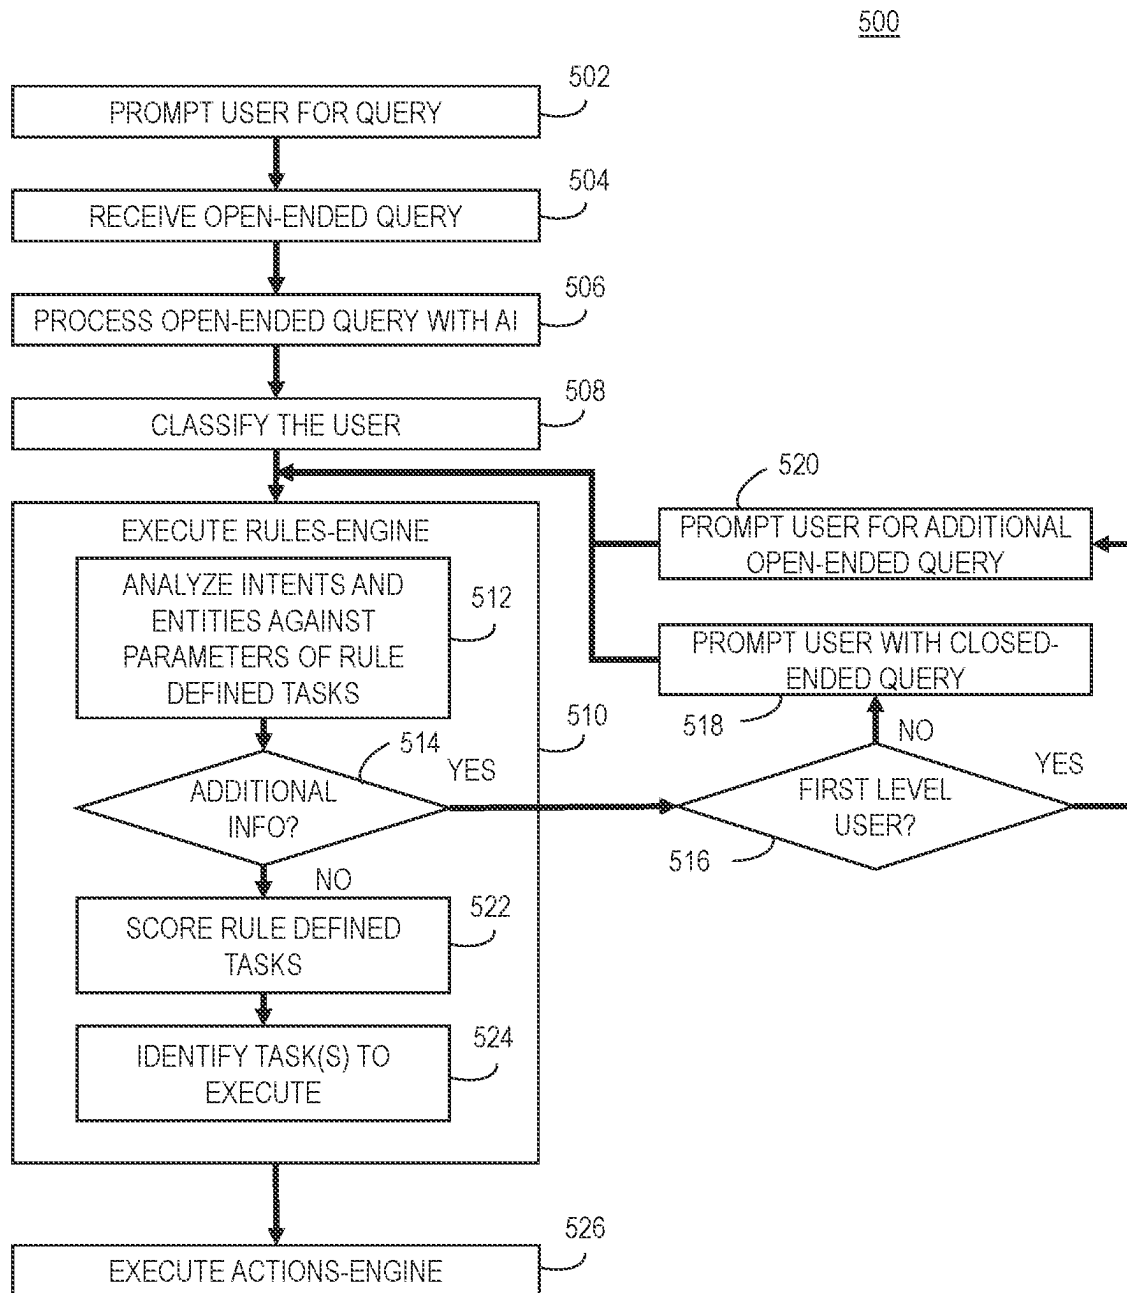 500
502
PROMPT USER FOR QUERY
504
RECEIVE OPEN-ENDED QUERY
506
PROCESS OPEN-ENDED QUERY WITH AI
508
CLASSIFY THE USER
520
PROMPT USER FOR ADDITIONAL
OPEN-ENDED QUERY
EXECUTE RULES-ENGINE
ANALYZE INTENTS AND
ENTITIES AGAINST
PARAMETERS OF RULE
DEFINED TASKS
512
PROMPT USER WITH CLOSED-
ENDED QUERY
518
NO
510
514
YES
ADDITIONAL
INFO?
FIRST LEVEL
USER?
YES
516
NO
522
SCORE RULE DEFINED
TASKS
524
IDENTIFY TASK(S) TO
EXECUTE
526
EXECUTE ACTIONS-ENGINE